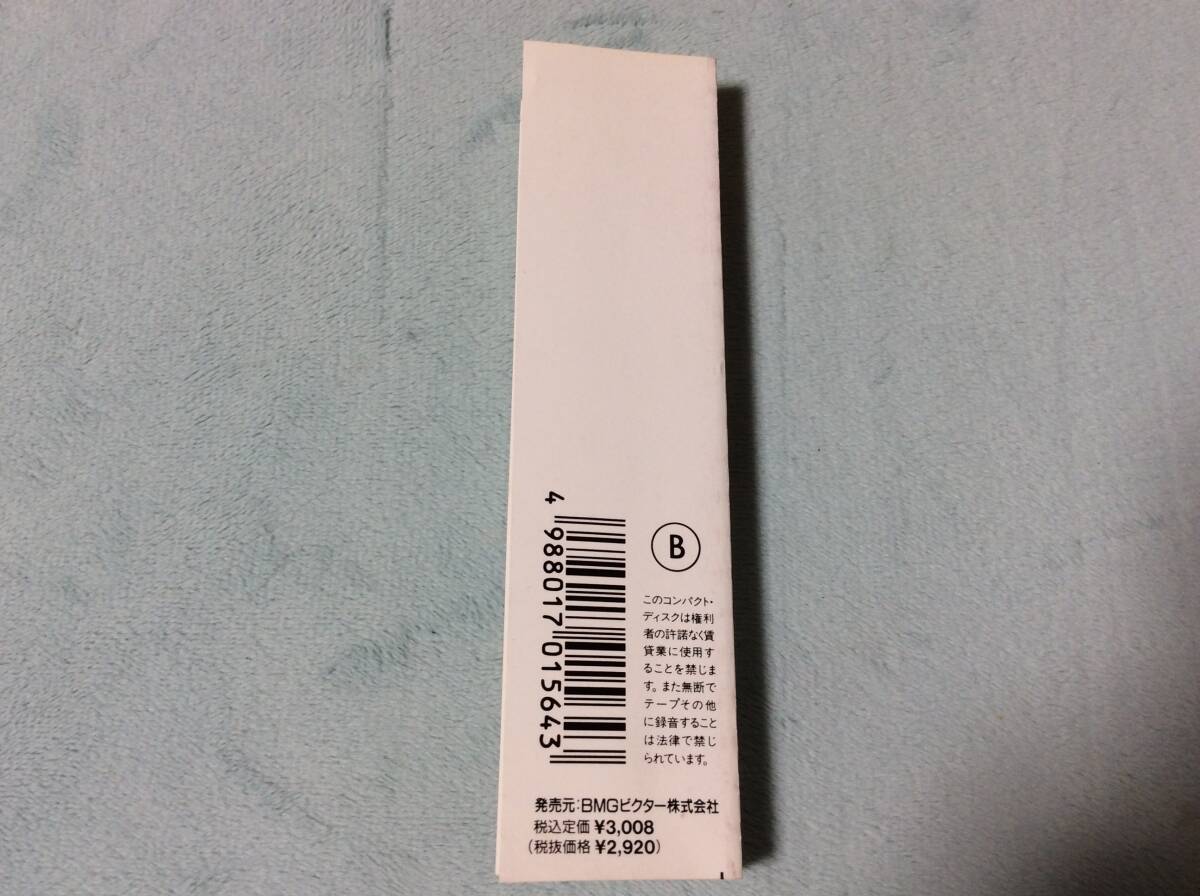 4 988017 015643
B
このコンパクト・
ディスクは権利
者の許諾なく賃
貸業に使用す
ることを禁じま
す。また無断で
テープその他
に録音すること
は法律で禁じ
られています。
発売元:BMGビクター株式会社
税込定価 ¥3,008
(税抜価格 ¥2,920)